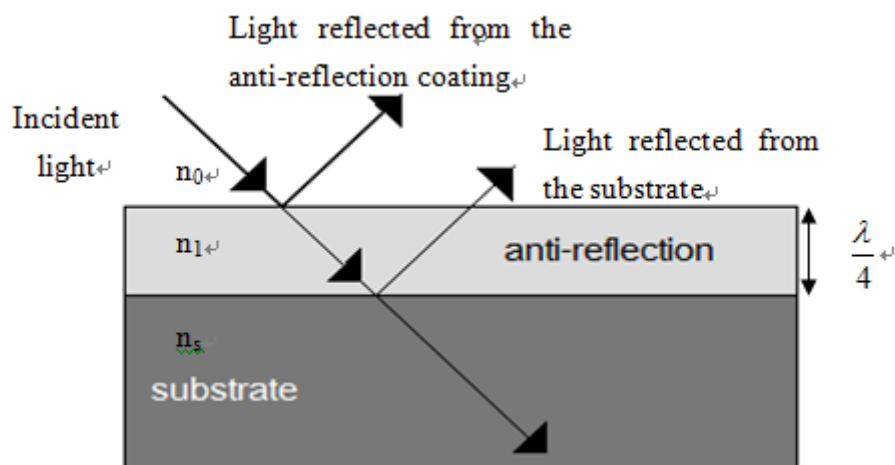 Light reflected from the
anti-reflection coating↵
Incident
light↵
Light reflected from
the substrate↵
n₀↵
n₁↵
anti-reflection
λ/4↵
nₛ↵
substrate